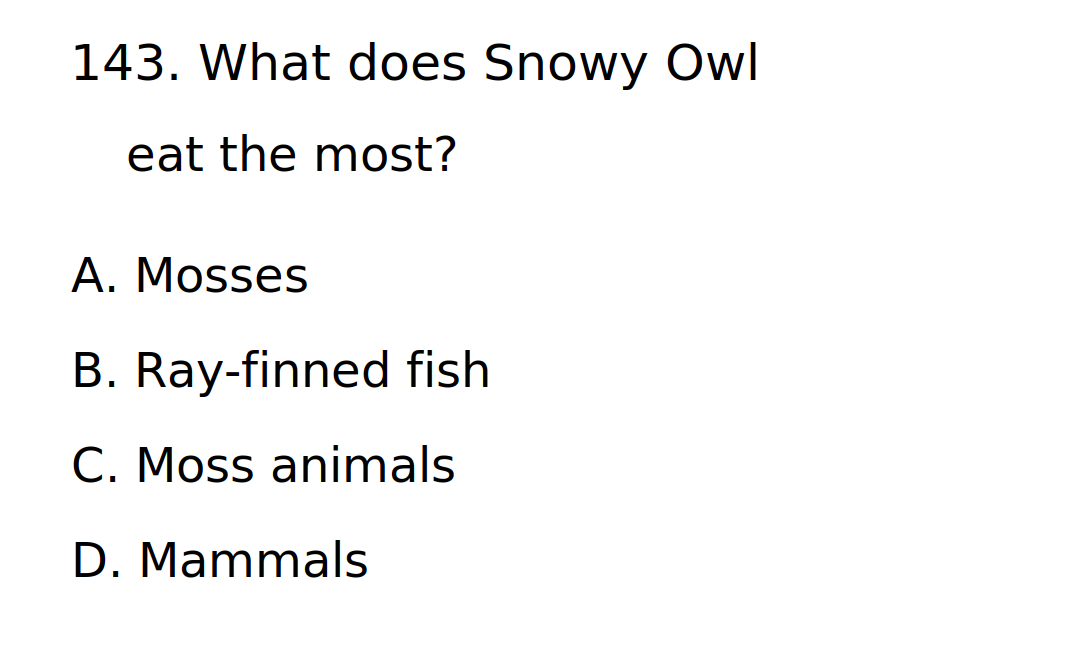 143. What does Snowy Owl
eat the most?
A. Mosses
B. Ray-finned fish
C. Moss animals
D. Mammals